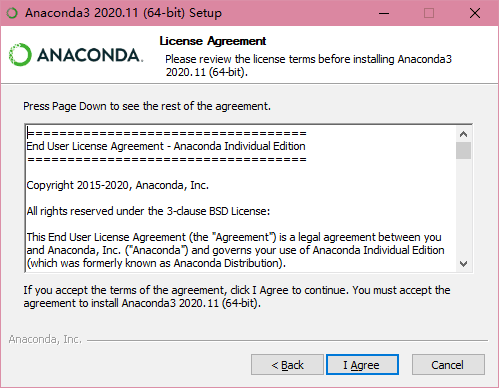 Anaconda3 2020.11 (64-bit) Setup
ANACONDA.
License Agreement
Please review the license terms before installing Anaconda3
2020.11 (64-bit).
Press Page Down to see the rest of the agreement.
===================================
End User License Agreement - Anaconda Individual Edition
===================================
Copyright 2015-2020, Anaconda, Inc.
All rights reserved under the 3-clause BSD License:
This End User License Agreement (the "Agreement") is a legal agreement between you
and Anaconda, Inc. ("Anaconda") and governs your use of Anaconda Individual Edition
(which was formerly known as Anaconda Distribution).
If you accept the terms of the agreement, click I Agree to continue. You must accept the
agreement to install Anaconda3 2020.11 (64-bit).
Anaconda, Inc.
< Back
I Agree
Cancel